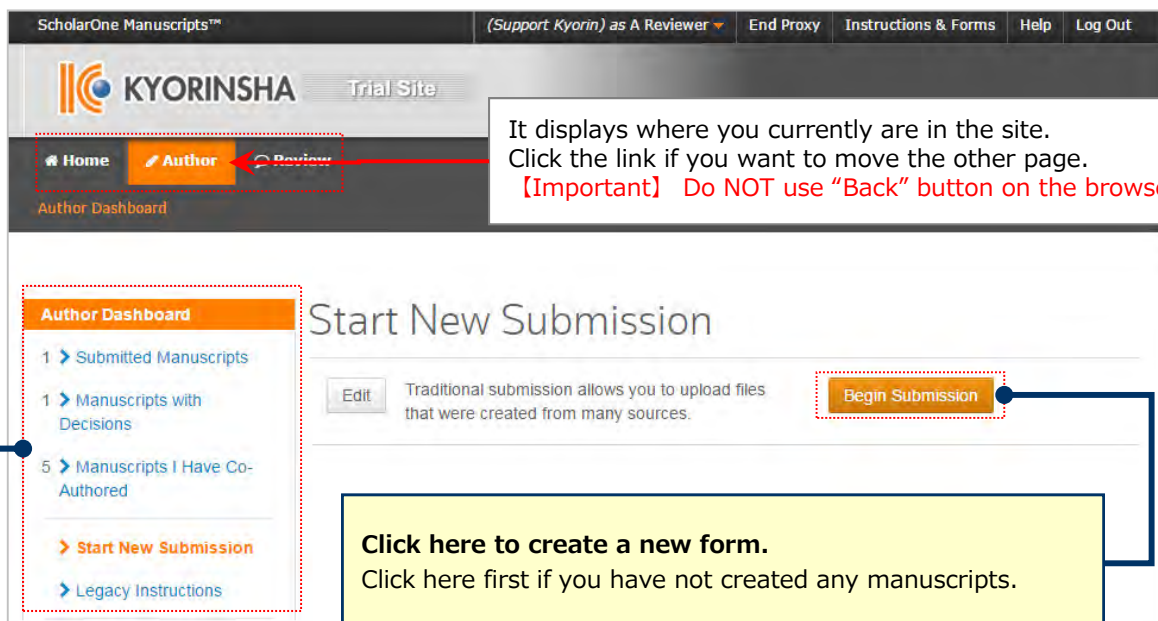 ScholarOne Manuscripts™
(Support Kyorin) as A Reviewer
End Proxy
Instructions & Forms
Help
Log Out
KYORINSHA
Trial Site
It displays where you currently are in the site.
Click the link if you want to move the other page.
【Important】 Do NOT use “Back” button on the
Home
Author
Review
Author Dashboard
Author Dashboard
1 Submitted Manuscripts
1 Manuscripts with
Decisions
5 Manuscripts I Have Co-
Authored
Start New Submission
Legacy Instructions
Start New Submission
Edit
Traditional submission allows you to upload files
that were created from many sources.
Begin Submission
Click here to create a new form.
Click here first if you have not created any manuscripts.